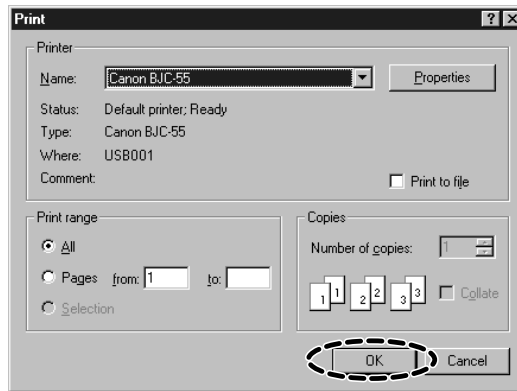 Print
Printer
Name: Canon BJC-55 Properties
Status: Default printer; Ready
Type: Canon BJC-55
Where: USB001
Comment: Print to file
Print range
All
Pages from: 1 to:
Selection
Copies
Number of copies: 1
1 1 2 2 3 3 Collate
OK Cancel